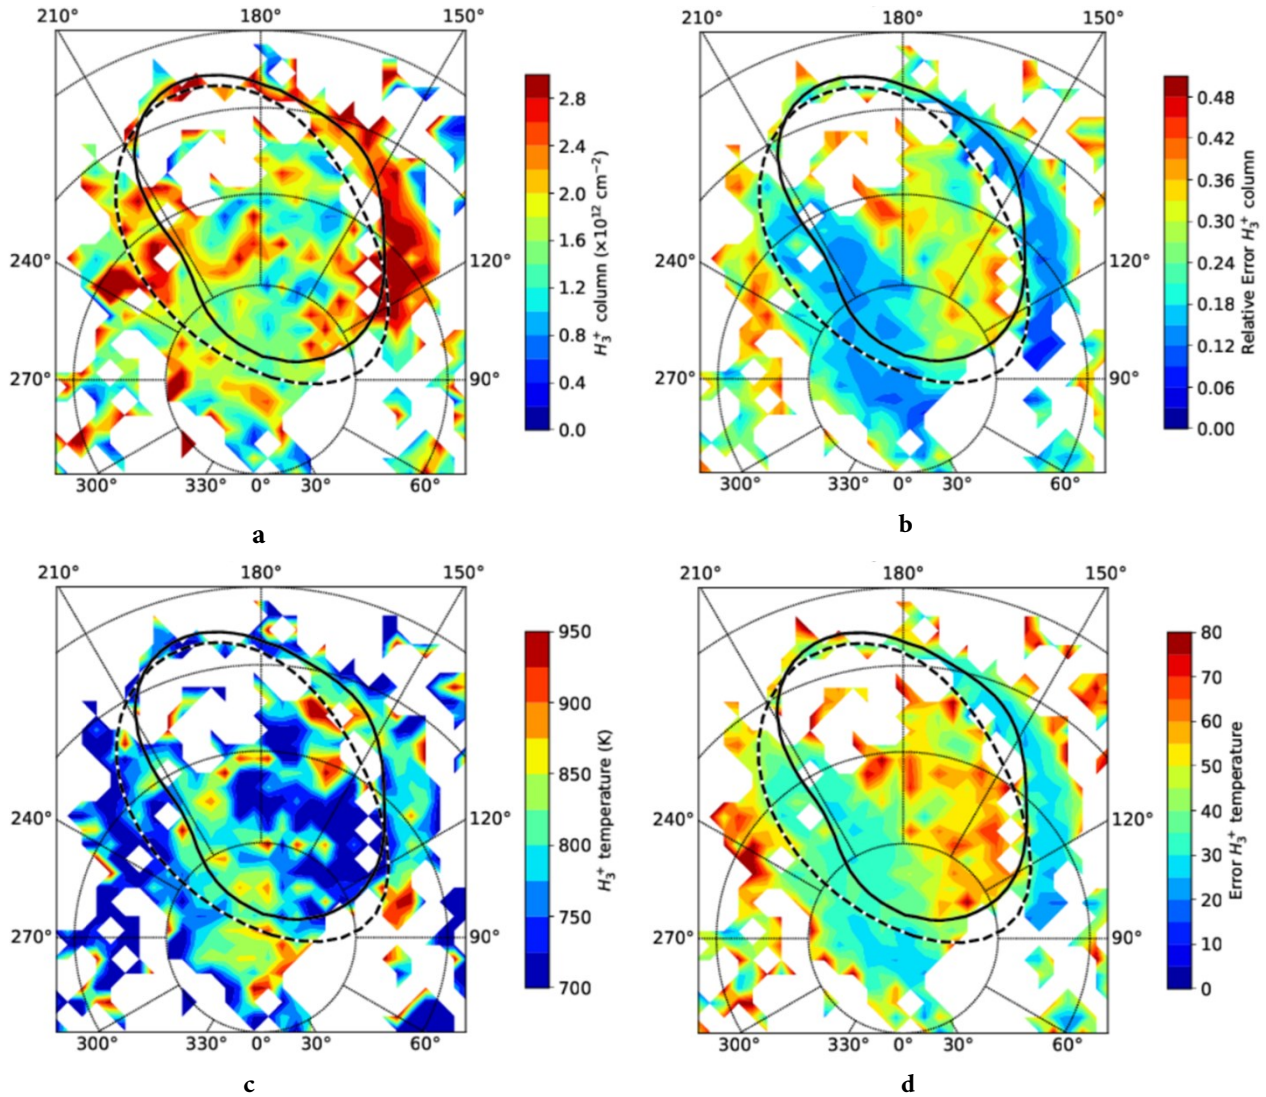 210° 180° 150°
240° 120°
270° 90°
300° 330° 0° 30° 60°
2.8
2.4
2.0
1.6
1.2
0.8
0.4
0.0
H₃⁺ column (×10¹² cm⁻²)
a
210° 180° 150°
240° 120°
270° 90°
300° 330° 0° 30° 60°
0.48
0.42
0.36
0.30
0.24
0.18
0.12
0.06
0.00
Relative Error H₃⁺ column
b
210° 180° 150°
240° 120°
270° 90°
300° 330° 0° 30° 60°
950
900
850
800
750
700
H₃⁺ temperature (K)
c
210° 180° 150°
240° 120°
270° 90°
300° 330° 0° 30° 60°
80
70
60
50
40
30
20
10
0
Error H₃⁺ temperature
d